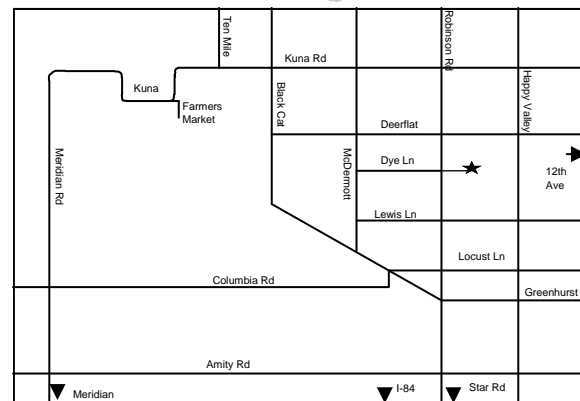 Ten Mile
Robinson Rd
Kuna Rd
Kuna
Black Cat
Happy Valley
Farmers
Market
Deerflat
Meridian Rd
McDermott
Dye Ln
12th
Ave
Lewis Ln
Locust Ln
Columbia Rd
Greenhurst
Amity Rd
Meridian
I-84
Star Rd